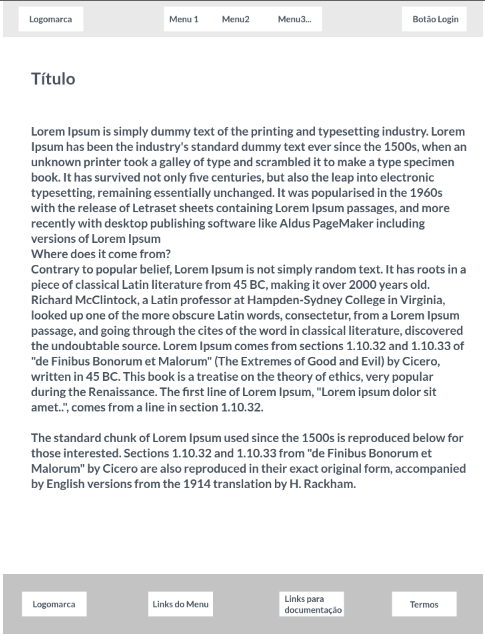 Logomarca
Menu 1 Menu2 Menu3...
Botão Login
Título
Lorem Ipsum is simply dummy text of the printing and typesetting industry. Lorem
Ipsum has been the industry's standard dummy text ever since the 1500s, when an
unknown printer took a galley of type and scrambled it to make a type specimen
book. It has survived not only five centuries, but also the leap into electronic
typesetting, remaining essentially unchanged. It was popularised in the 1960s
with the release of Letraset sheets containing Lorem Ipsum passages, and more
recently with desktop publishing software like Aldus PageMaker including
versions of Lorem Ipsum
Where does it come from?
Contrary to popular belief, Lorem Ipsum is not simply random text. It has roots in a
piece of classical Latin literature from 45 BC, making it over 2000 years old.
Richard McClintock, a Latin professor at Hampden-Sydney College in Virginia,
looked up one of the more obscure Latin words, consectetur, from a Lorem Ipsum
passage, and going through the cites of the word in classical literature, discovered
the undoubtable source. Lorem Ipsum comes from sections 1.10.32 and 1.10.33 of
"de Finibus Bonorum et Malorum" (The Extremes of Good and Evil) by Cicero,
written in 45 BC. This book is a treatise on the theory of ethics, very popular
during the Renaissance. The first line of Lorem Ipsum, "Lorem ipsum dolor sit
amet..", comes from a line in section 1.10.32.
The standard chunk of Lorem Ipsum used since the 1500s is reproduced below for
those interested. Sections 1.10.32 and 1.10.33 from "de Finibus Bonorum et
Malorum" by Cicero are also reproduced in their exact original form, accompanied
by English versions from the 1914 translation by H. Rackham.
Logomarca
Links do Menu
Links para
documentação
Termos